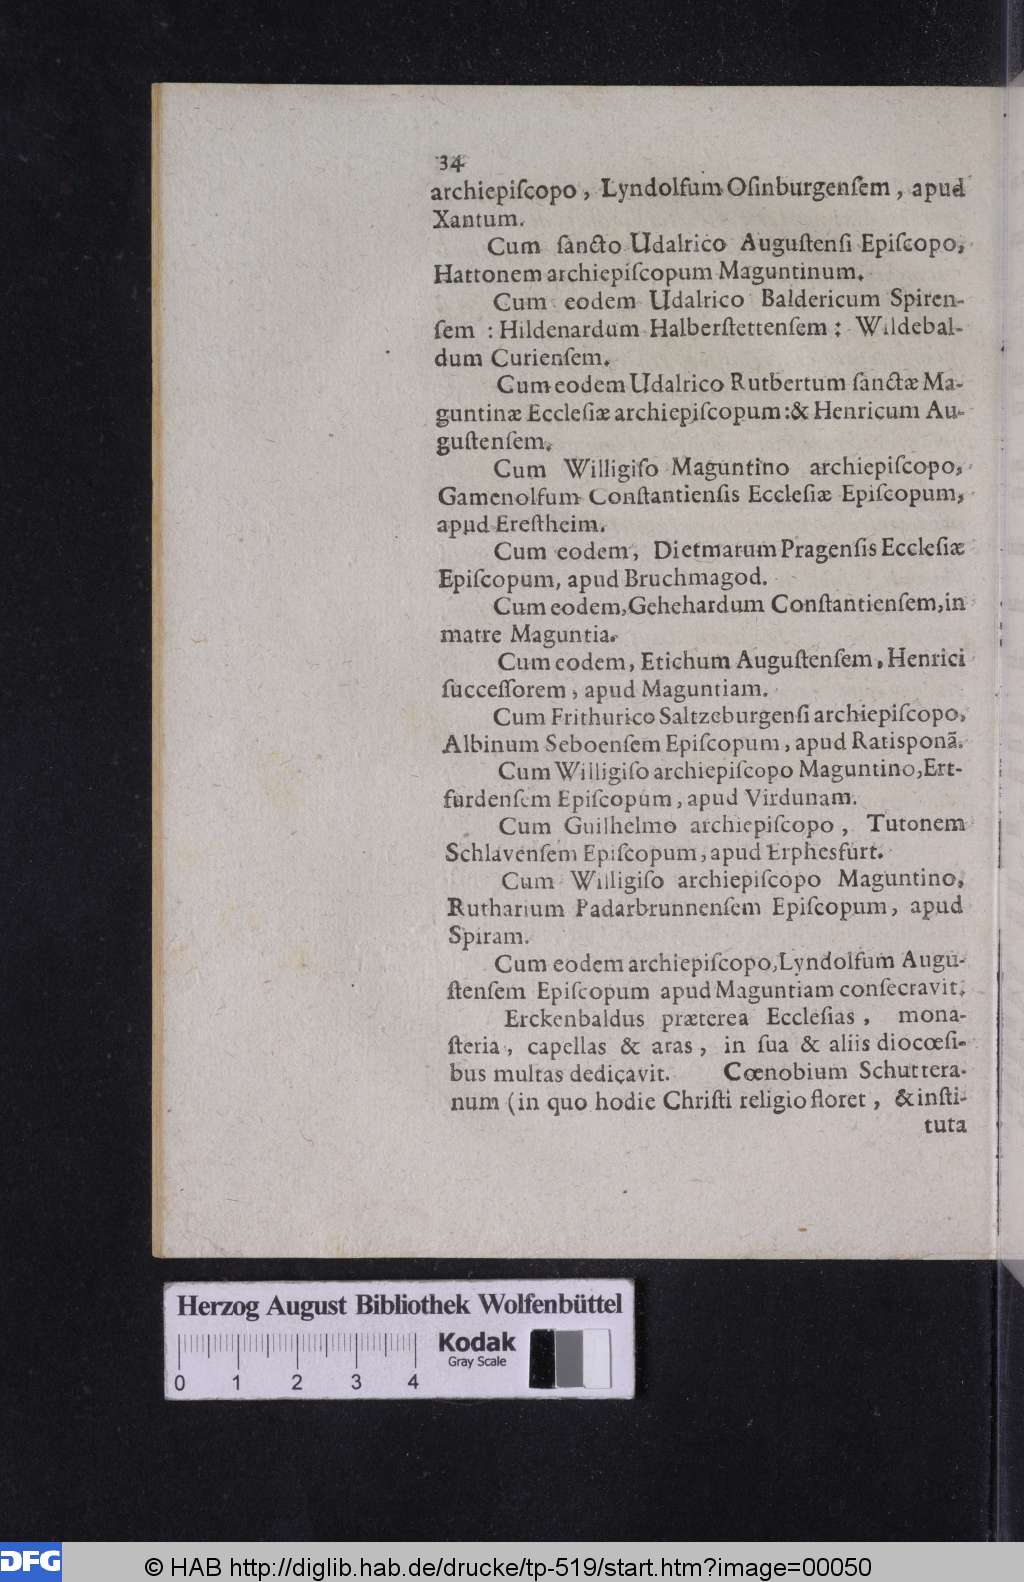 34
archiepiſcopo, Lyndolfum Oſinburgenſem, apud
Xantum.
Cum ſancto Udalrico Auguſtenſi Epiſcopo,
Hattonem archiepiſcopum Maguntinum.
Cum eodem Udalrico Baldericum Spiren-
ſem: Hildenardum Halberſtettenſem: Wildebal-
dum Curienſem.
Cum eodem Udalrico Rutbertum ſanctæ Ma-
guntinæ Eccleſiæ archiepiſcopum: & Henricum Au-
guſtenſem.
Cum Willigiſo Maguntino archiepiſcopo,
Gamenolfum Conſtantienſis Eccleſiæ Epiſcopum,
apud Ereſtheim.
Cum eodem, Dietmarum Pragenſis Eccleſiæ
Epiſcopum, apud Bruchmagod.
Cum eodem, Gehehardum Conſtantienſem, in
matre Maguntia.
Cum eodem, Etichum Auguſtenſem, Henrici
ſucceſſorem, apud Maguntiam.
Cum Frithurico Saltzeburgenſi archiepiſcopo,
Albinum Seboenſem Epiſcopum, apud Ratisponã.
Cum Willigiſo archiepiſcopo Maguntino, Ert-
furdenſem Epiſcopum, apud Virdunam.
Cum Guilhelmo archiepiſcopo, Tutonem
Schlavenſem Epiſcopum, apud Erphesfurt.
Cum Willigiſo archiepiſcopo Maguntino,
Rutharium Padarbrunnenſem Epiſcopum, apud
Spiram.
Cum eodem archiepiſcopo, Lyndolfum Augu-
ſtenſem Epiſcopum apud Maguntiam conſecravit.
Erckenbaldus præterea Eccleſias, mona-
ſteria, capellas & aras, in ſua & aliis diocœſi-
bus multas dedicavit. Cœnobium Schuttera-
num (in quo hodie Chriſti religio floret, & inſti-
tuta
Herzog August Bibliothek Wolfenbüttel
Kodak
Gray Scale
0 1 2 3 4
DFG
© HAB http://diglib.hab.de/drucke/tp-519/start.htm?image=00050